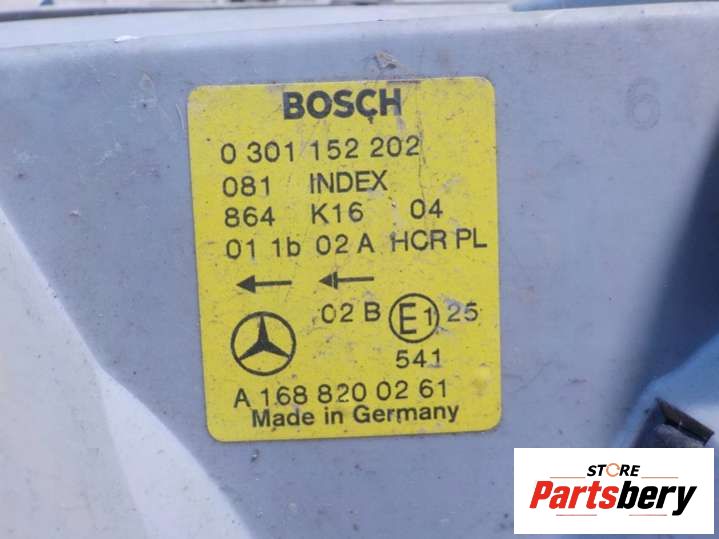 BOSCH
0 301 152 202
081 INDEX
864 K16 04
01 1b 02 A HCR PL
02 B E1 25
541
A 168 820 02 61
Made in Germany
6
STORE
Partsbery